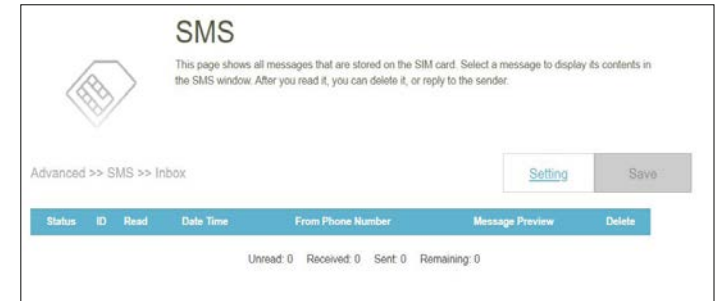 SMS
This page shows all messages that are stored on the SIM card. Select a message to display its contents in
the SMS window. After you read it, you can delete it, or reply to the sender.
Advanced >> SMS >> Inbox
Setting Save
Status ID Read Date Time From Phone Number Message Preview Delete
Unread: 0 Received: 0 Sent: 0 Remaining: 0